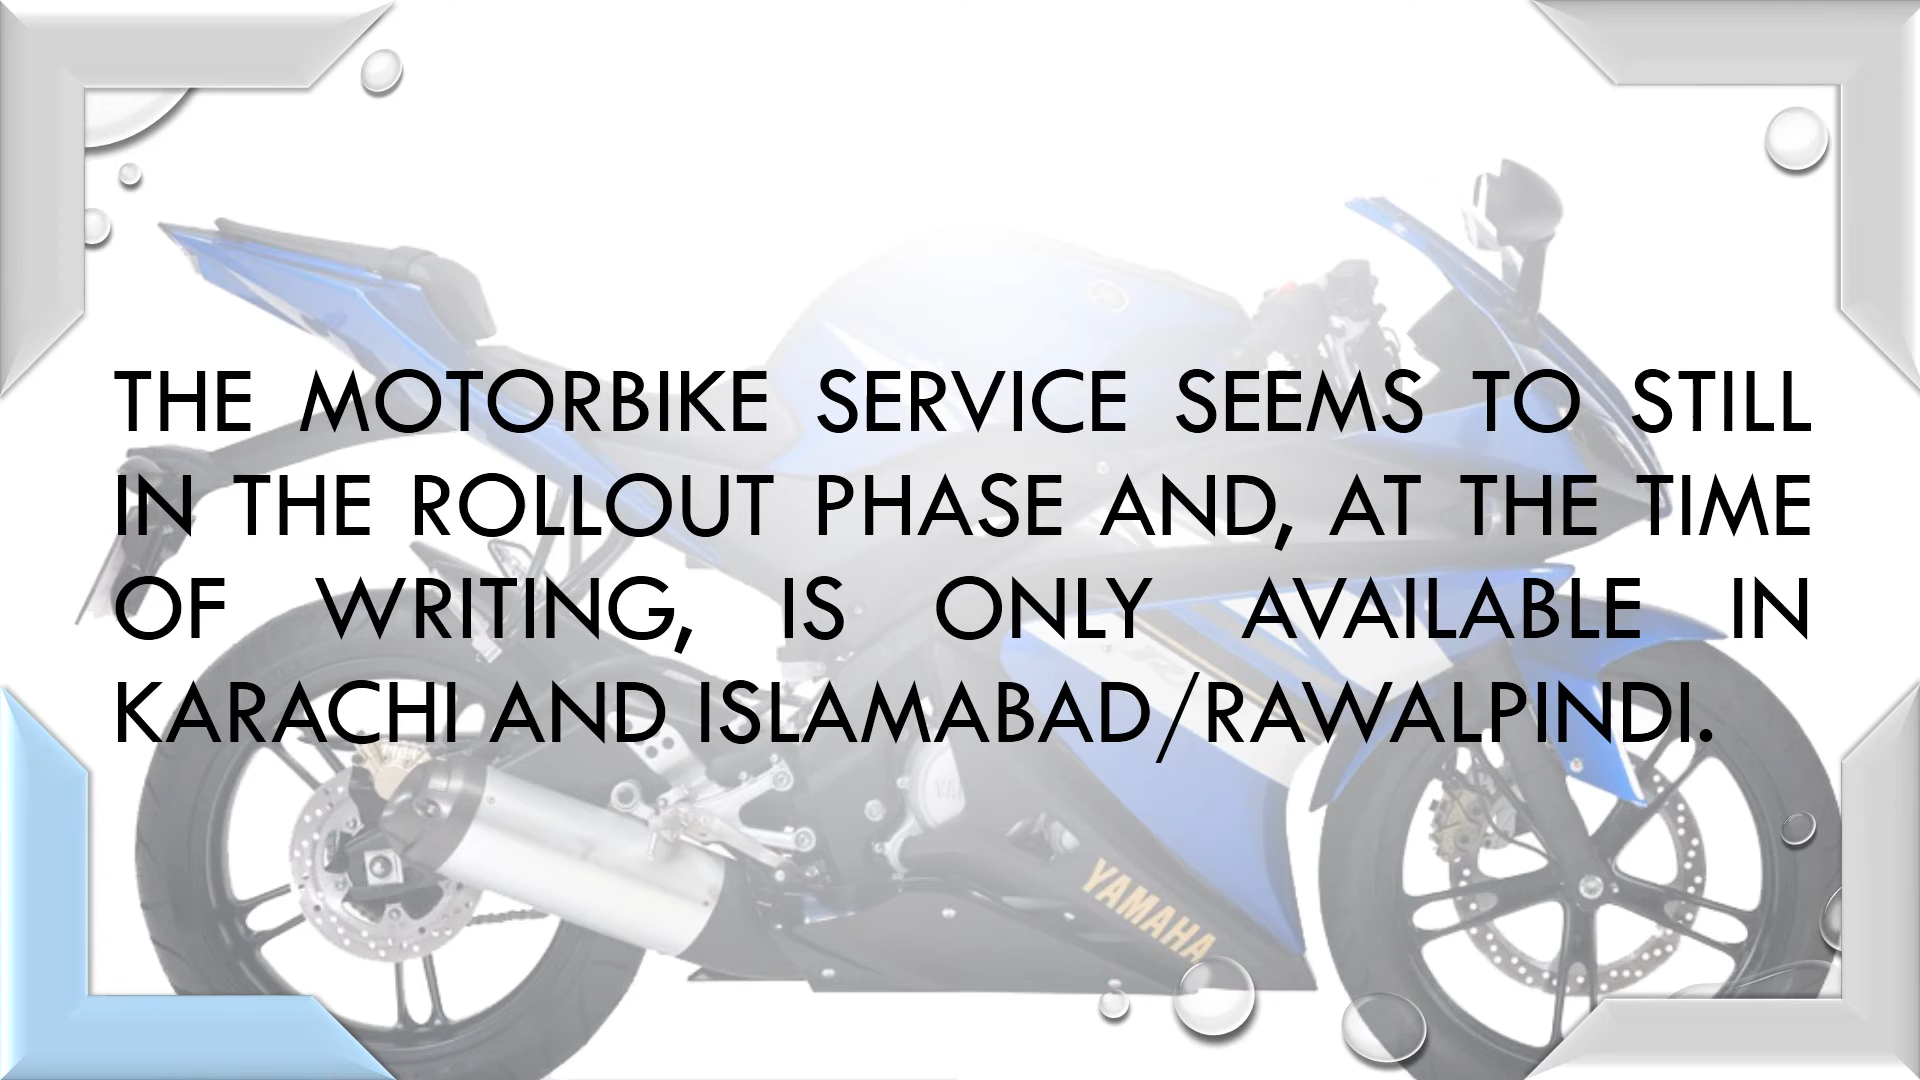 THE MOTORBIKE SERVICE SEEMS TO STILL
IN THE ROLLOUT PHASE AND, AT THE TIME
OF WRITING, IS ONLY AVAILABLE IN
KARACHI AND ISLAMABAD/RAWALPINDI.
YAMAHA